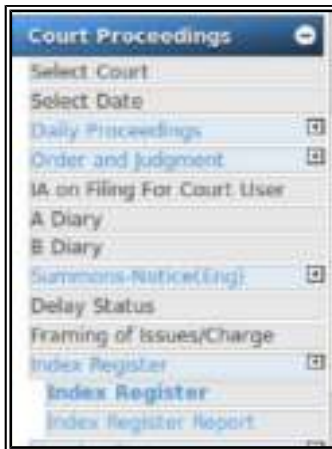 Court Proceedings
Select Court
Select Date
Daily Proceedings
Order and Judgment
IA on Filing For Court User
A Diary
B Diary
Summons-Notice(Eng)
Delay Status
Framing of Issues/Charge
Index Register
Index Register
Index Register Report